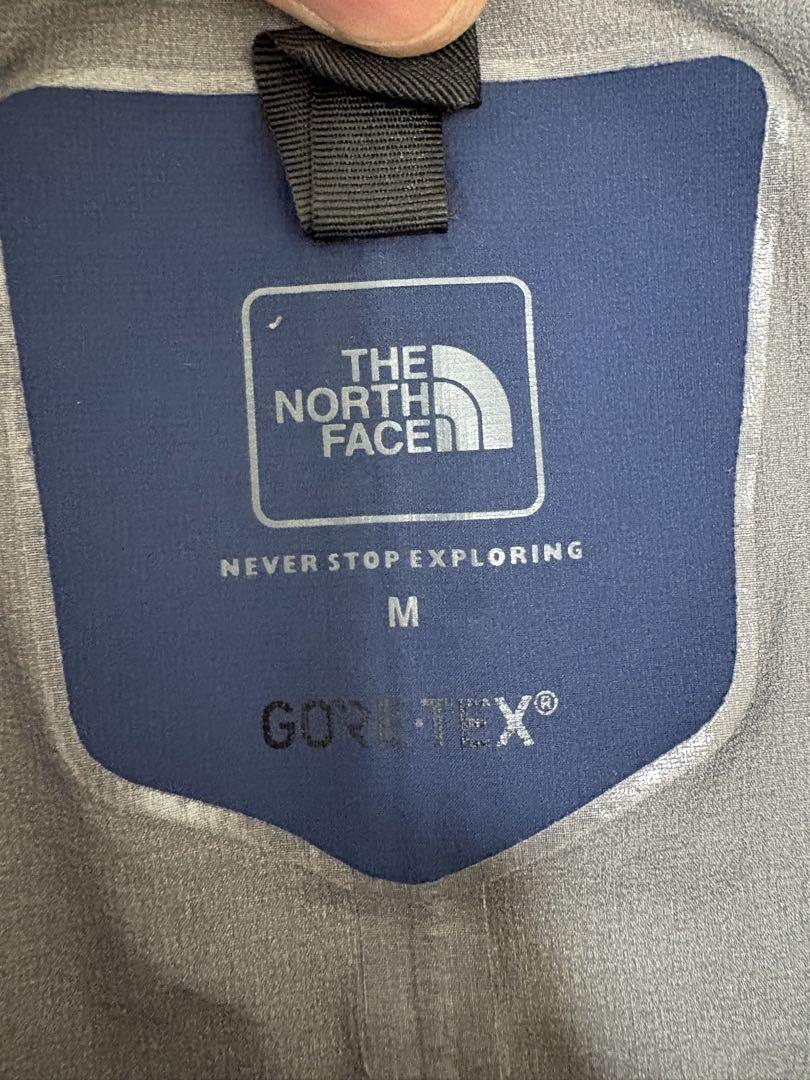 THE
NORTH
FACE
NEVER STOP EXPLORING
M
GORE-TEX®